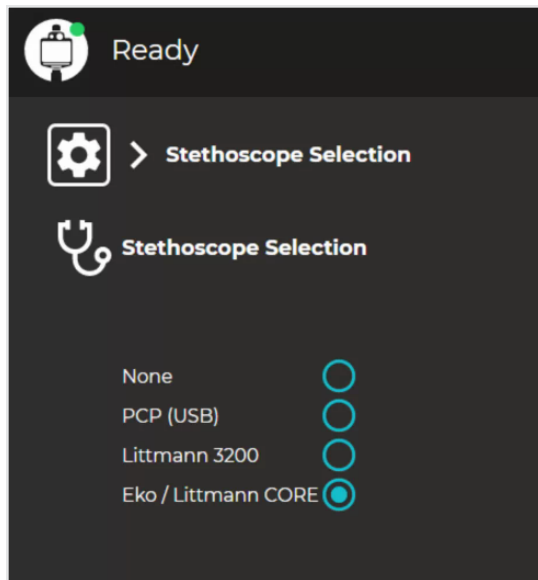 Ready
Stethoscope Selection
Stethoscope Selection
None
PCP (USB)
Littmann 3200
Eko / Littmann CORE